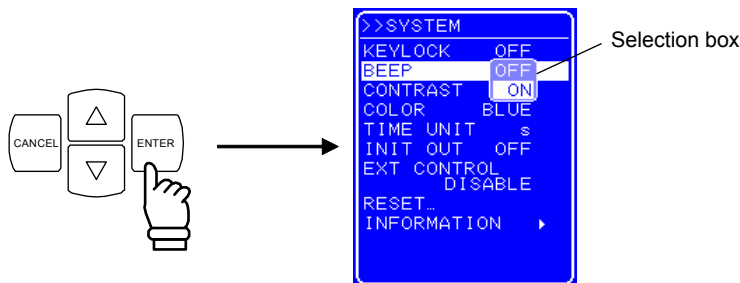 CANCEL
△
▽
ENTER
>>SYSTEM
KEYLOCK OFF
BEEP OFF
CONTRAST ON
COLOR BLUE
TIME UNIT s
INIT OUT OFF
EXT CONTROL
DISABLE
RESET…
INFORMATION ▶
Selection box